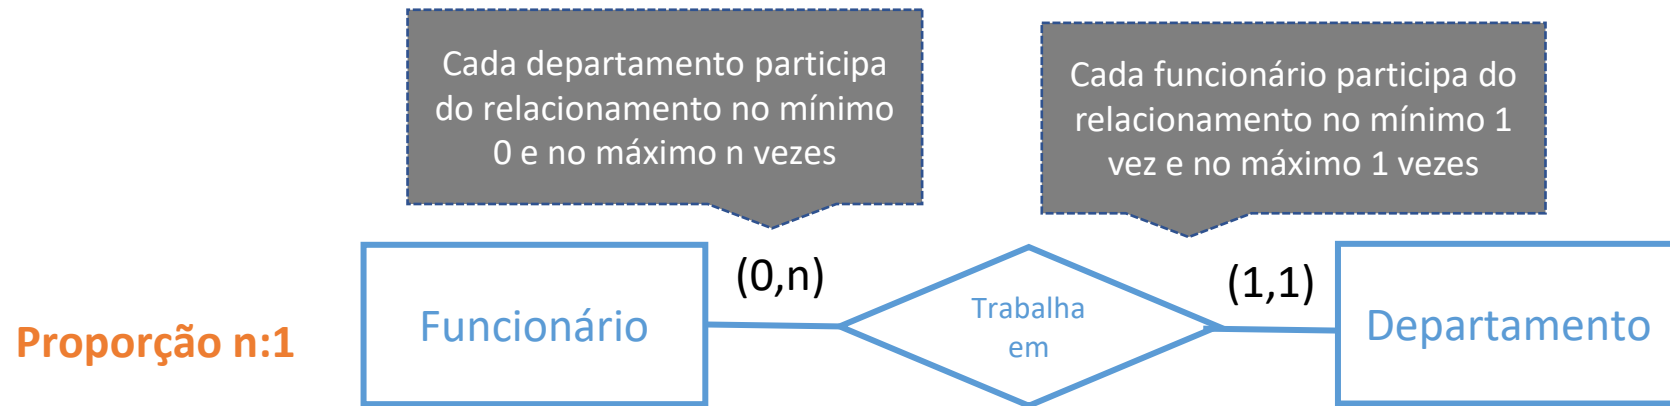 Cada departamento participa
do relacionamento no mínimo
0 e no máximo n vezes
Cada funcionário participa do
relacionamento no mínimo 1
vez e no máximo 1 vezes
Proporção n:1
Funcionário
(0,n)
Trabalha
em
(1,1)
Departamento